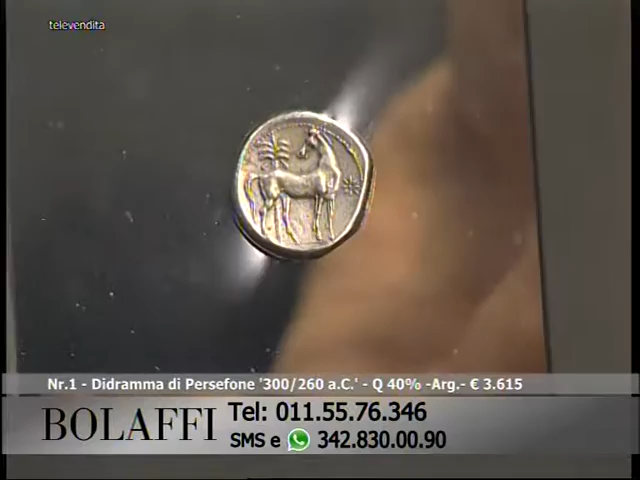 televendita
Nr.1 - Didramma di Persefone '300/260 a.C.' - Q 40% -Arg.- € 3.615
BOLAFFI
Tel: 011.55.76.346
SMS e 342.830.00.90